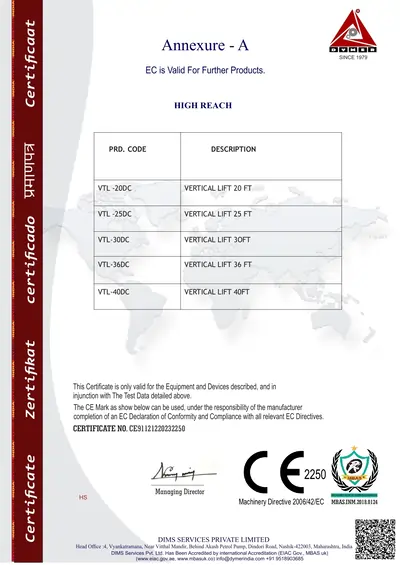 Certificaat
प्रमाणपत्र
certificado
Zertifikat
Certificate
DYMER
SINCE 1979
Annexure - A
EC is Valid For Further Products.
HIGH REACH
PRD. CODE DESCRIPTION
VTL -20DC VERTICAL LIFT 20 FT
VTL -25DC VERTICAL LIFT 25 FT
VTL-30DC VERTICAL LIFT 3OFT
VTL-36DC VERTICAL LIFT 36 FT
VTL-40DC VERTICAL LIFT 40FT
This Certificate is only valid for the Equipment and Devices described, and in
injunction with The Test Data detailed above.
The CE Mark as show below can be used, under the responsibility of the manufacturer
completion of an EC Declaration of Conformity and Compliance with all relevant EC Directives.
CERTIFICATE NO. CE91121220232250
Managing Director
HS
CE 2250
Machinery Directive 2006/42/EC
MBAS.INM.2018.0124
DIMS SERVICES PRIVATE LIMITED
Head Office :4, Vyankatramana, Near Vitthal Mandir, Behind Akash Petrol Pump, Dindori Road, Nashik-422003, Maharashtra, India
DIMS Services Pvt. Ltd. Has Been Accredited by international Accreditation (EIAC Gov., MBAS uk)
(www.eiac.gov.ae, www.mbasuk.co) info@dymerindia.com +91 9518903685